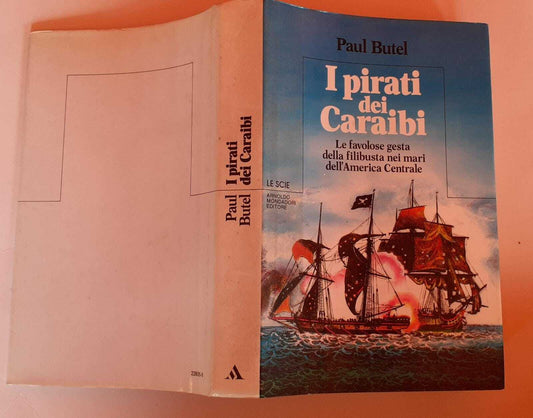 Paul Butel
I pirati
dei
Caraibi
Le favolose gesta
della filibusta nei mari
dell'America Centrale
LE SCIE
ARNOLDO
MONDADORI
EDITORE
Paul
Butel
I pirati
dei Caraibi